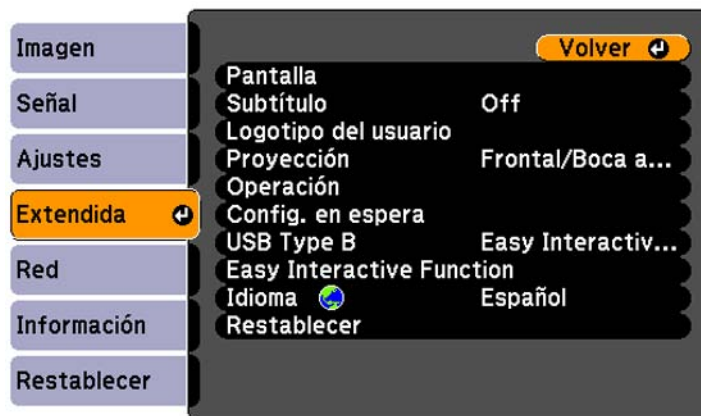 Imagen
Señal
Ajustes
Extendida
Red
Información
Restablecer
Volver
Pantalla
Subtítulo Off
Logotipo del usuario
Proyección Frontal/Boca a...
Operación
Config. en espera
USB Type B Easy Interactiv...
Easy Interactive Function
Idioma Español
Restablecer